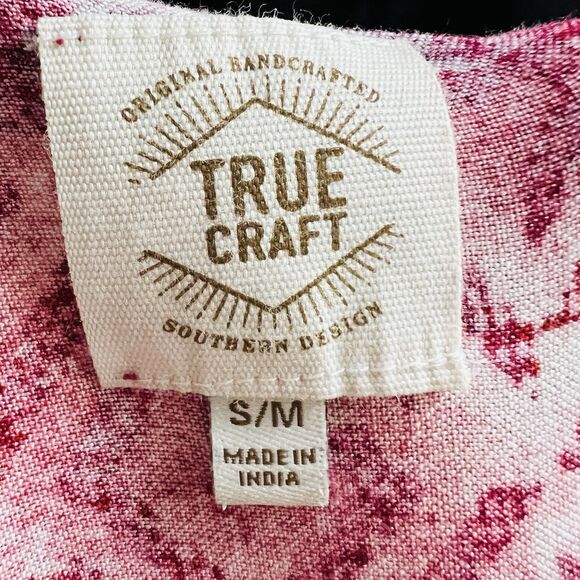 ORIGINAL HANDCRAFTED
TRUE
CRAFT
SOUTHERN DESIGN
S/M
MADE IN
INDIA